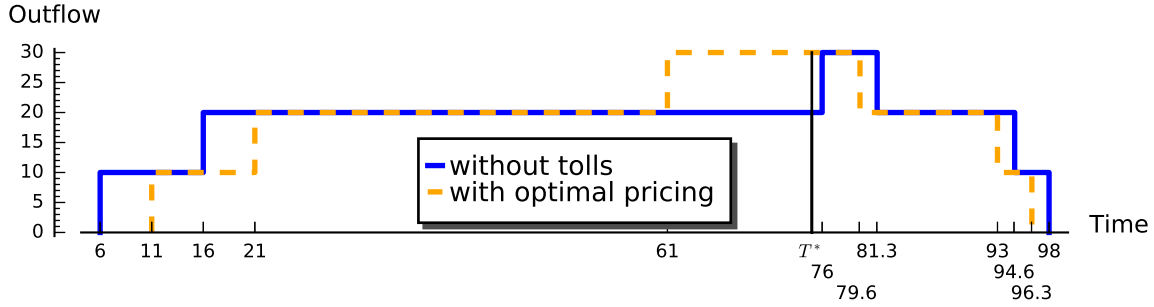 Outflow
30
25
20
15
10
5
0
without tolls
with optimal pricing
Time
6 11 16 21 61 T* 81.3 93 98
76 94.6
79.6 96.3